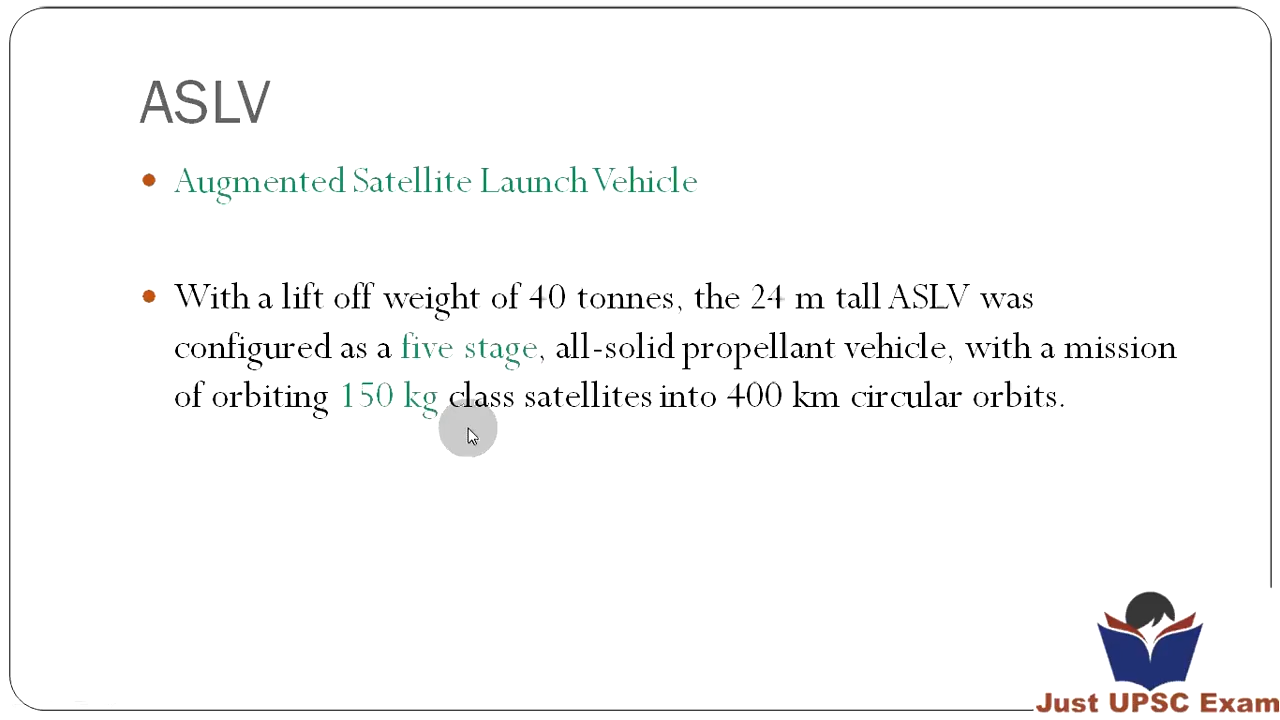 ASLV
Augmented Satellite Launch Vehicle
With a lift off weight of 40 tonnes, the 24 m tall ASLV was
configured as a five stage, all-solid propellant vehicle, with a mission
of orbiting 150 kg class satellites into 400 km circular orbits.
Just UPSC Exam